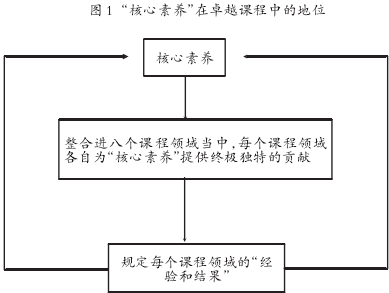 图1 “核心素养”在卓越课程中的地位
核心素养
整合进八个课程领域当中,每个课程领域
各自为“核心素养”提供终极独特的贡献
规定每个课程领域的“经
验和结果”